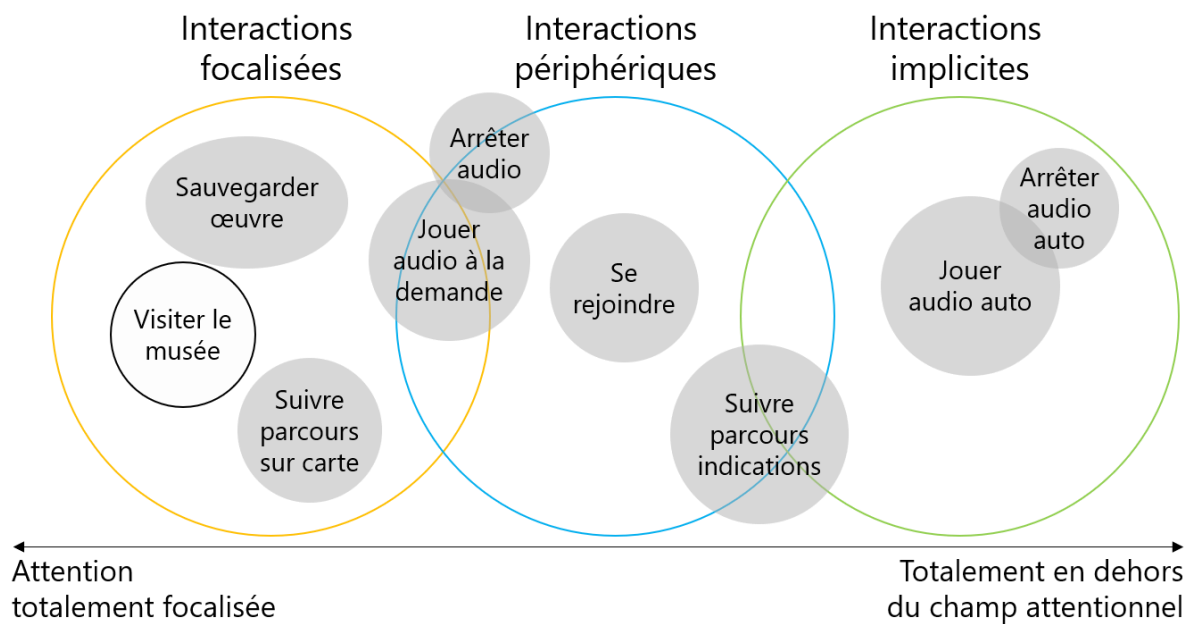 Interactions
focalisées
Interactions
périphériques
Interactions
implicites
Arrêter
audio
Sauvegarder
œuvre
Arrêter
audio
auto
Jouer
audio à la
demande
Se
rejoindre
Jouer
audio auto
Visiter le
musée
Suivre
parcours
sur carte
Suivre
parcours
indications
Attention
totalement focalisée
Totalement en dehors
du champ attentionnel